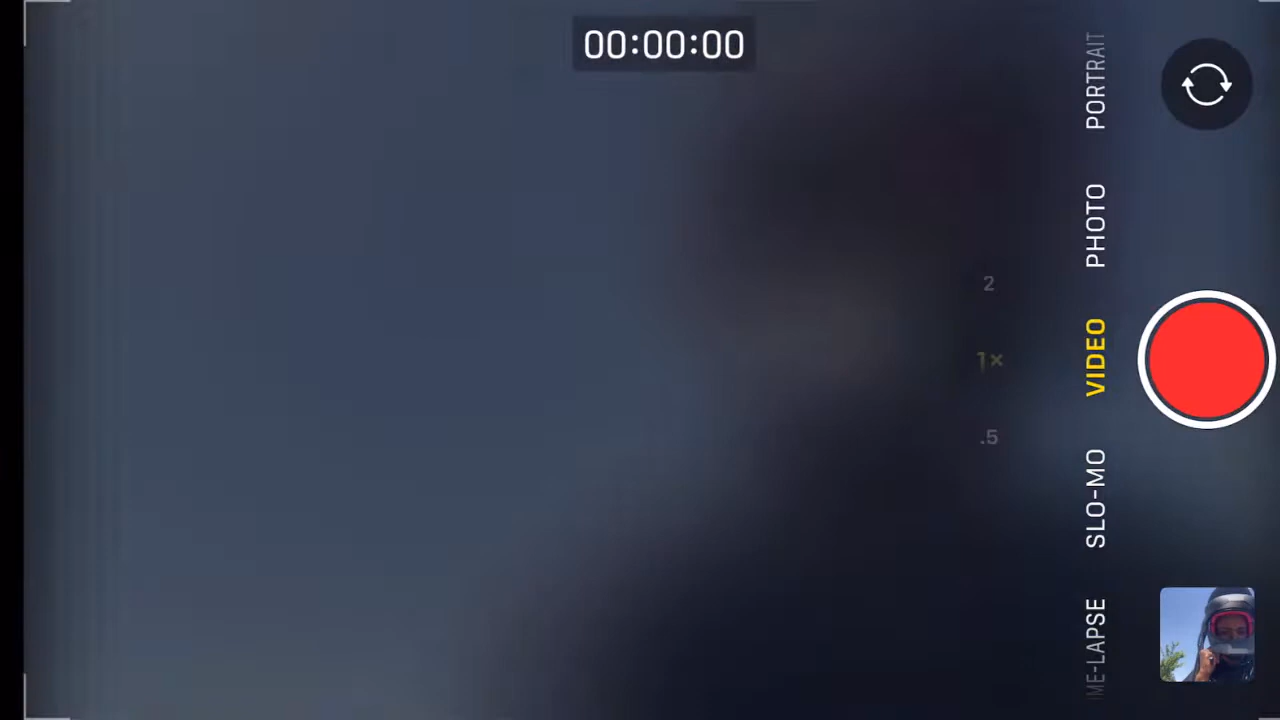 00:00:00
PORTRAIT
PHOTO
2
1×
VIDEO
.5
SLO-MO
ME-LAPSE